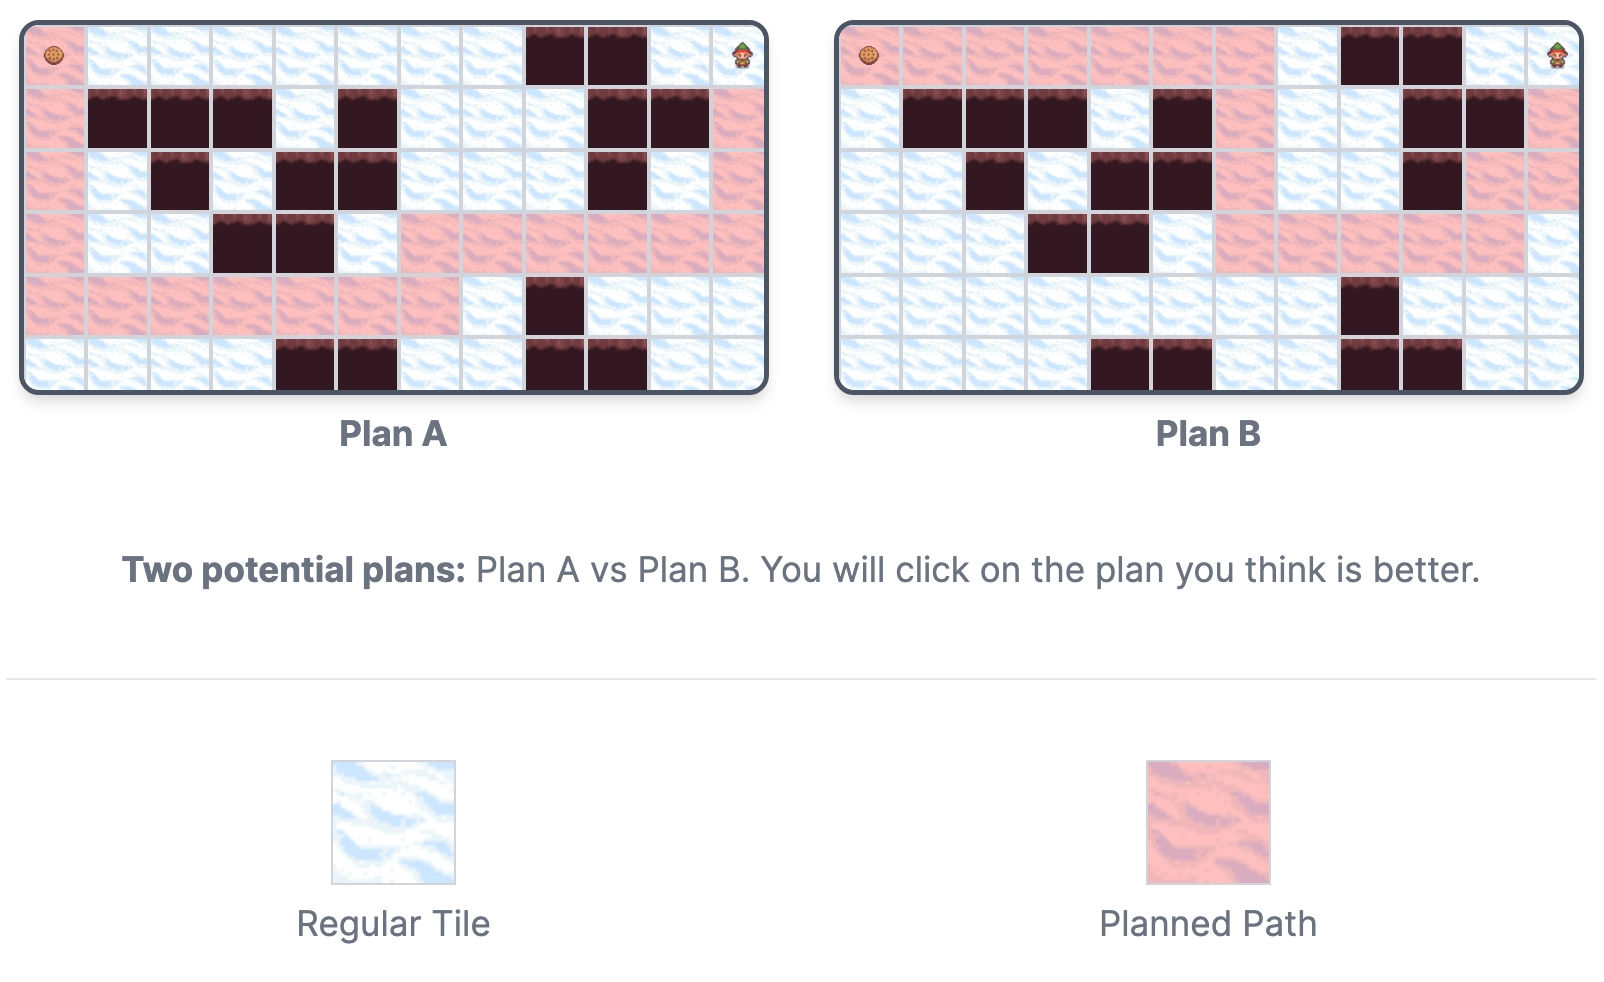 Plan A
Plan B
Two potential plans: Plan A vs Plan B. You will click on the plan you think is better.
Regular Tile
Planned Path